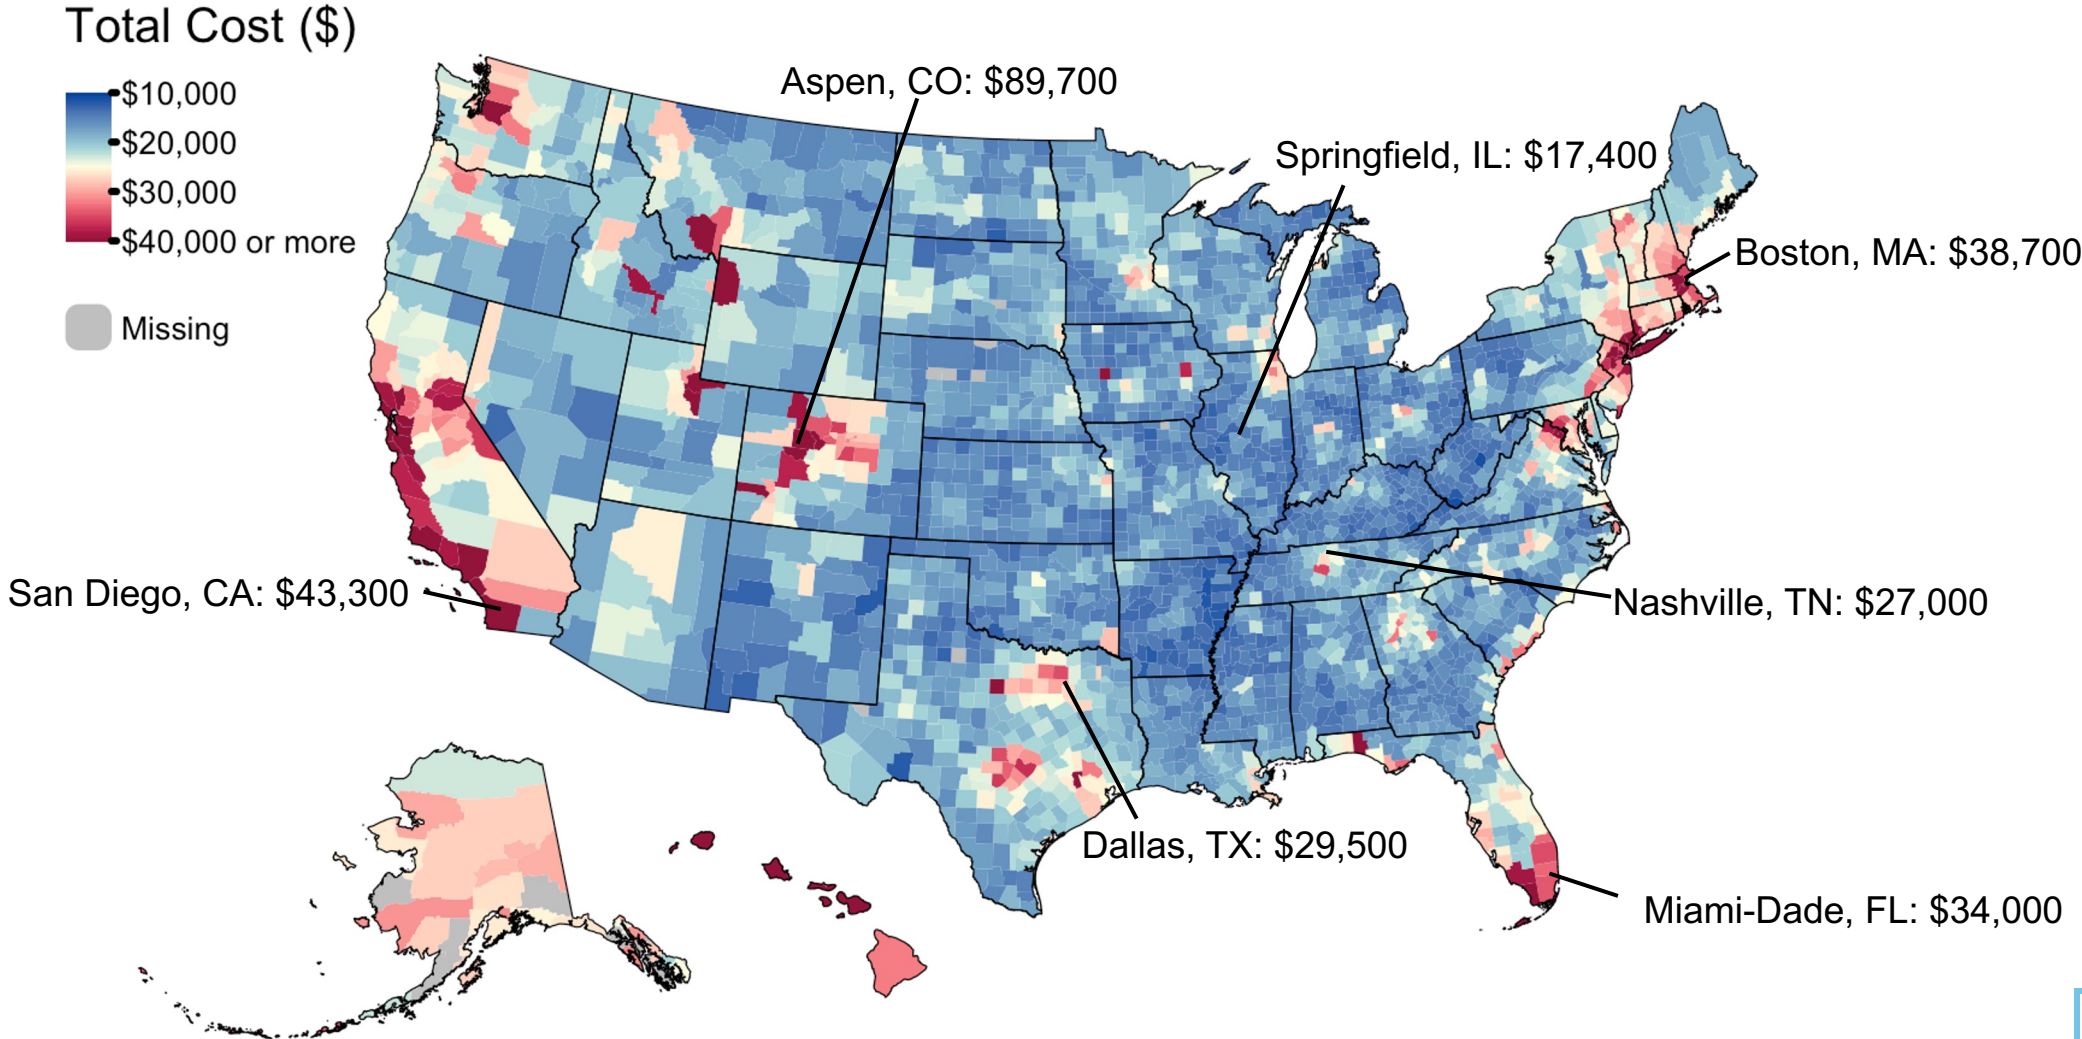 Total Cost ($)
$10,000
$20,000
$30,000
$40,000 or more
Missing
Aspen, CO: $89,700
Springfield, IL: $17,400
Boston, MA: $38,700
San Diego, CA: $43,300
Nashville, TN: $27,000
Dallas, TX: $29,500
Miami-Dade, FL: $34,000